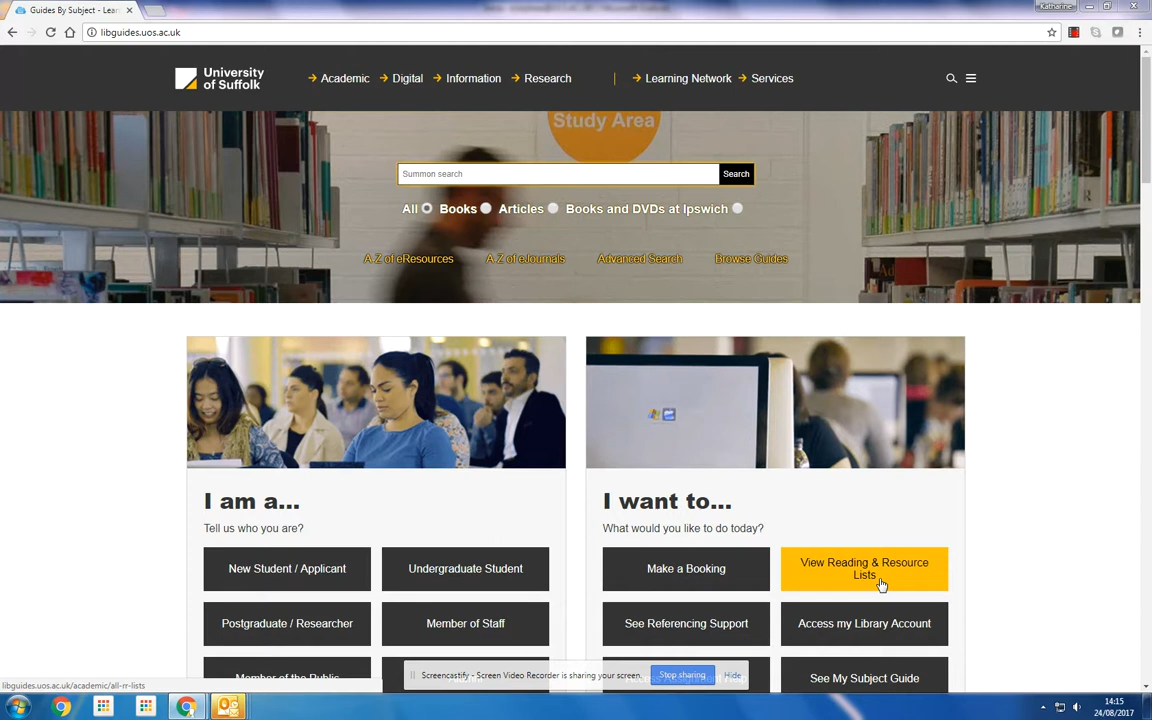 Guides By Subject - Lear
Katharine
libguides.uos.ac.uk
University of Suffolk
Academic Digital Information Research Learning Network Services
Study Area
Summon search Search
All Books Articles Books and DVDs at Ipswich
A-Z of eResources A-Z of eJournals Advanced Search Browse Guides
I am a...
Tell us who you are?
New Student / Applicant Undergraduate Student
Postgraduate / Researcher Member of Staff
Member of the Public
I want to...
What would you like to do today?
Make a Booking View Reading & Resource Lists
See Referencing Support Access my Library Account
See My Subject Guide
Screencastify - Screen Video Recorder is sharing your screen. Stop sharing Hide
libguides.uos.ac.uk/academic/all-rr-lists
14:15
24/08/2017